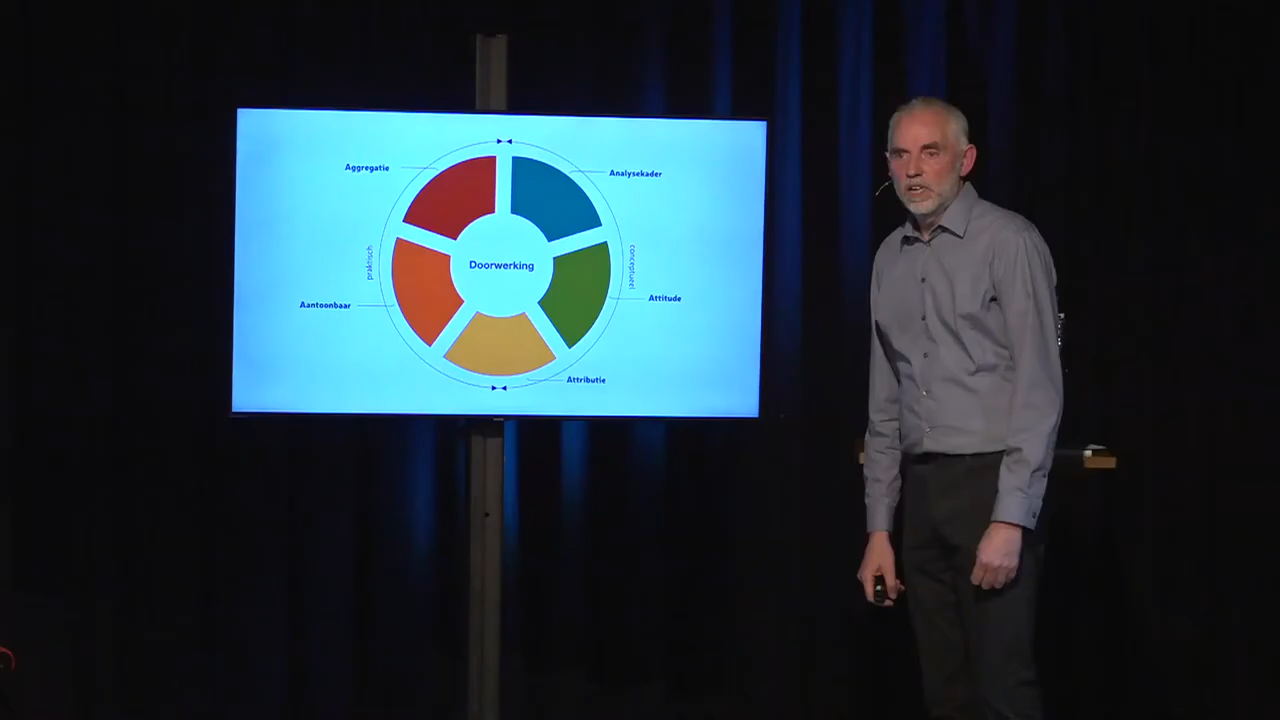 Aggregatie
Analysekader
praktisch
Doorwerking
conceptueel
Aantoonbaar
Attitude
Attributie